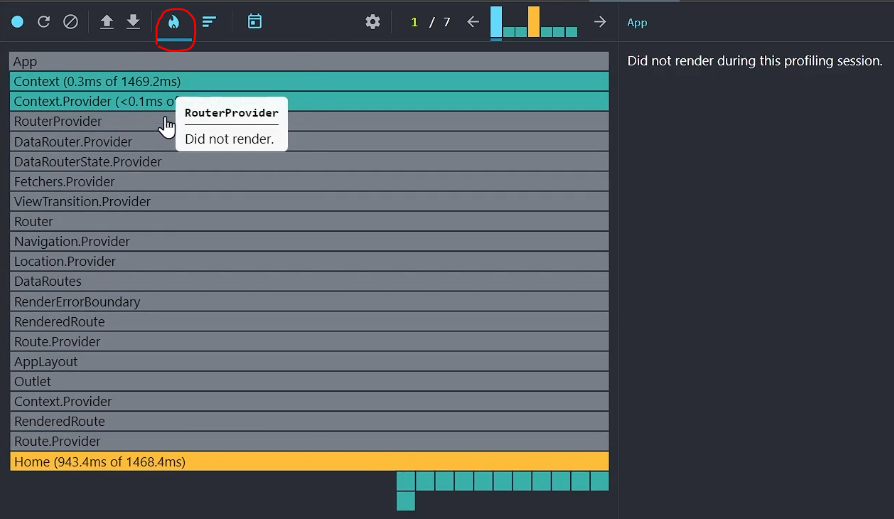 1 / 7
App
Did not render during this profiling session.
App
Context (0.3ms of 1469.2ms)
Context.Provider (<0.1ms of
RouterProvider
RouterProvider
Did not render.
DataRouter.Provider
DataRouterState.Provider
Fetchers.Provider
ViewTransition.Provider
Router
Navigation.Provider
Location.Provider
DataRoutes
RenderErrorBoundary
RenderedRoute
Route.Provider
AppLayout
Outlet
Context.Provider
RenderedRoute
Route.Provider
Home (943.4ms of 1468.4ms)